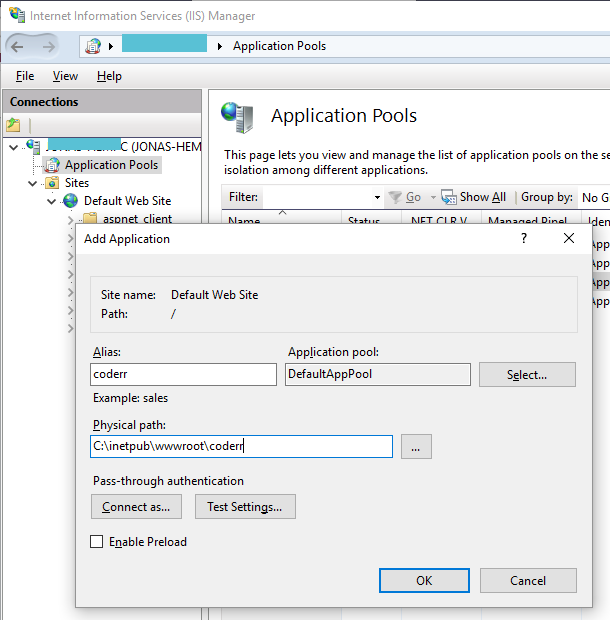 Internet Information Services (IIS) Manager
Application Pools
File View Help
Connections
C (JONAS-HEM
Application Pools
Sites
Default Web Site
aspnet_client
Application Pools
This page lets you view and manage the list of application pools on the se
isolation among different applications.
Filter: Go Show All Group by: No G
Name Status .NET CLR V Managed Pipel Iden
App
App
App
App
Add Application
? 
Site name: Default Web Site
Path: /
Alias: Application pool:
coderr DefaultAppPool Select...
Example: sales
Physical path:
C:\inetpub\wwwroot\coderr ...
Pass-through authentication
Connect as... Test Settings...
Enable Preload
OK Cancel